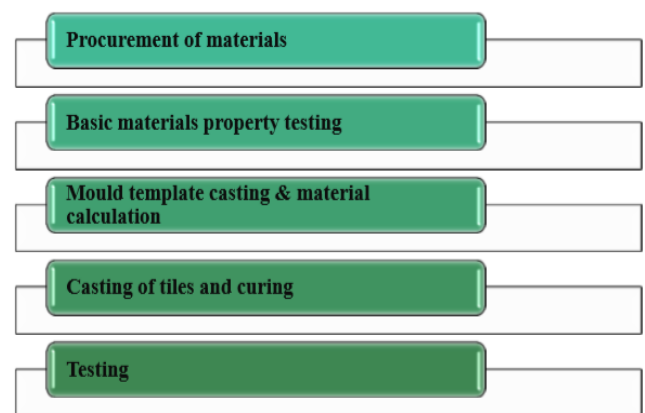 Procurement of materials
Basic materials property testing
Mould template casting & material
calculation
Casting of tiles and curing
Testing